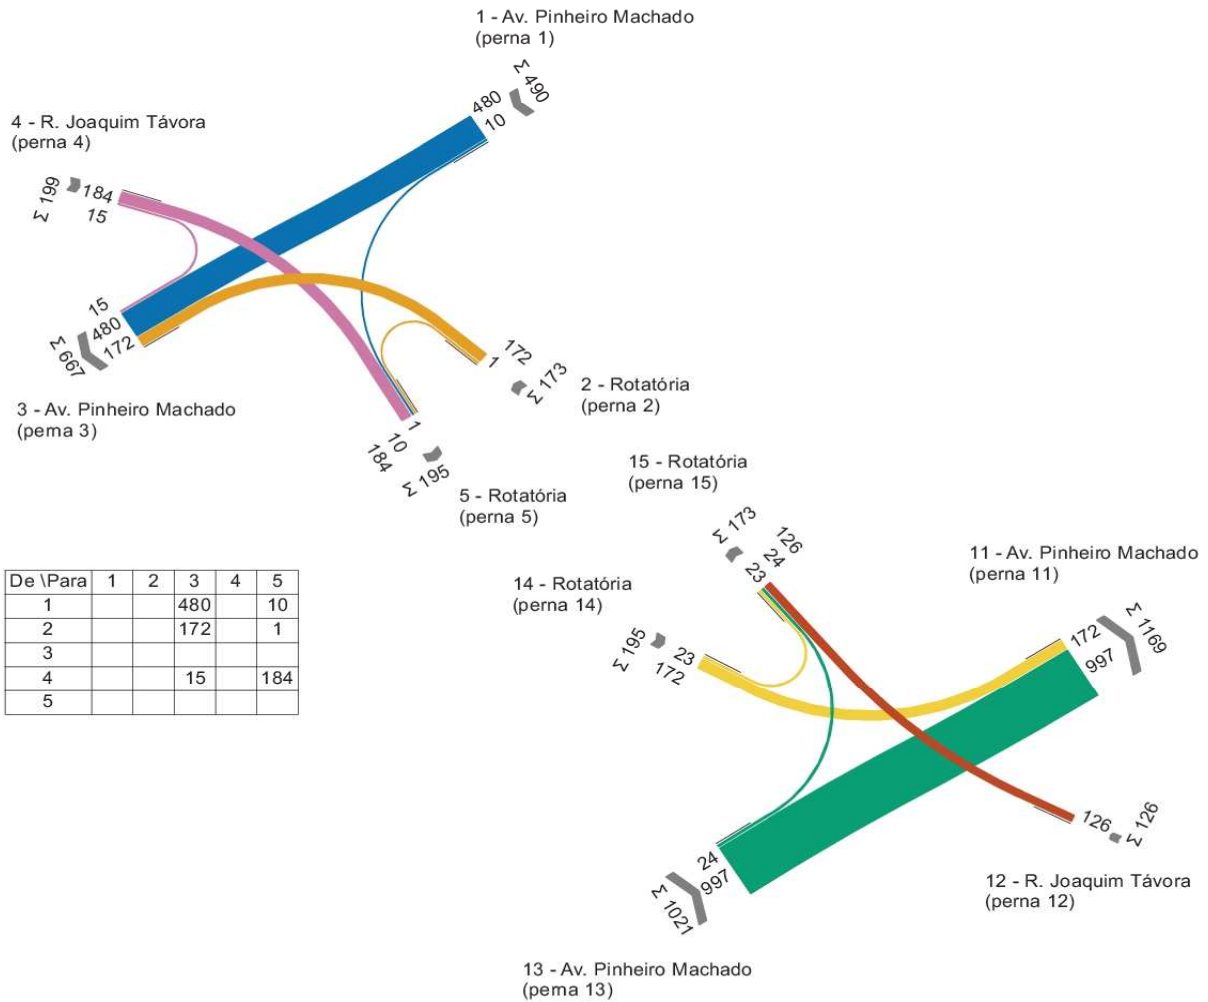 1 - Av. Pinheiro Machado
(perna 1)
Σ 490
480
10
4 - R. Joaquim Távora
(perna 4)
Σ 199
184
15
15
480
172
Σ 667
3 - Av. Pinheiro Machado
(perna 3)
172
1
Σ 173
2 - Rotatória
(perna 2)
1
10
184
Σ 195
5 - Rotatória
(perna 5)
15 - Rotatória
(perna 15)
Σ 173
126
24
23
14 - Rotatória
(perna 14)
Σ 195
23
172
11 - Av. Pinheiro Machado
(perna 11)
Σ 1169
172
997
De \Para 1 2 3 4 5
1 480 10
2 172 1
3
4 15 184
5
126
Σ 126
12 - R. Joaquim Távora
(perna 12)
24
997
Σ 1021
13 - Av. Pinheiro Machado
(perna 13)